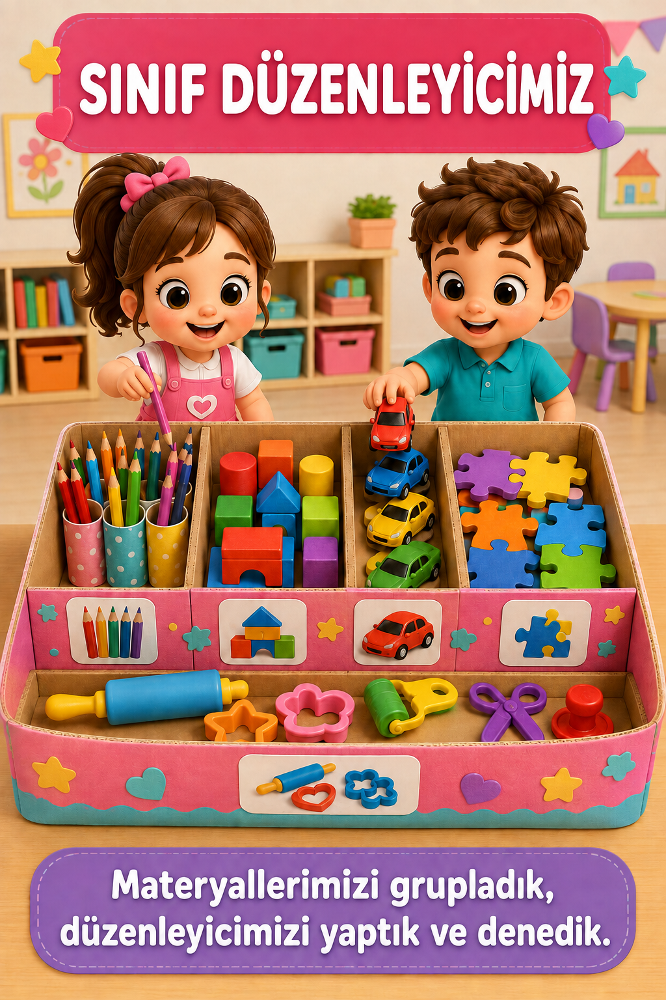 SINIF DÜZENLEYİCİMİZ
Materyallerimizi grupladık,
düzenleyicimizi yaptık ve denedik.